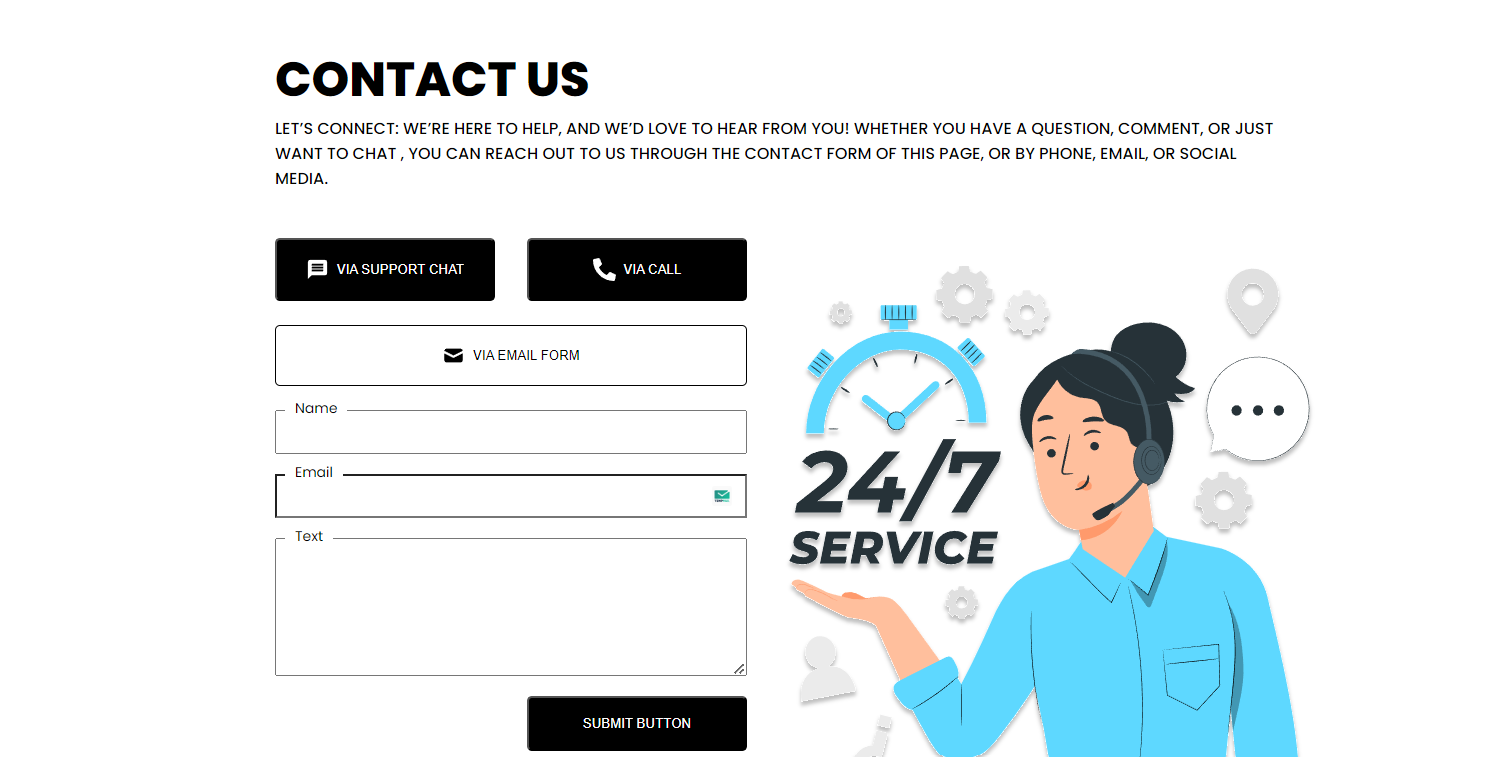 CONTACT US
LET’S CONNECT: WE’RE HERE TO HELP, AND WE’D LOVE TO HEAR FROM YOU! WHETHER YOU HAVE A QUESTION, COMMENT, OR JUST
WANT TO CHAT , YOU CAN REACH OUT TO US THROUGH THE CONTACT FORM OF THIS PAGE, OR BY PHONE, EMAIL, OR SOCIAL
MEDIA.
VIA SUPPORT CHAT
VIA CALL
VIA EMAIL FORM
Name
Email
Text
SUBMIT BUTTON
24/7
SERVICE